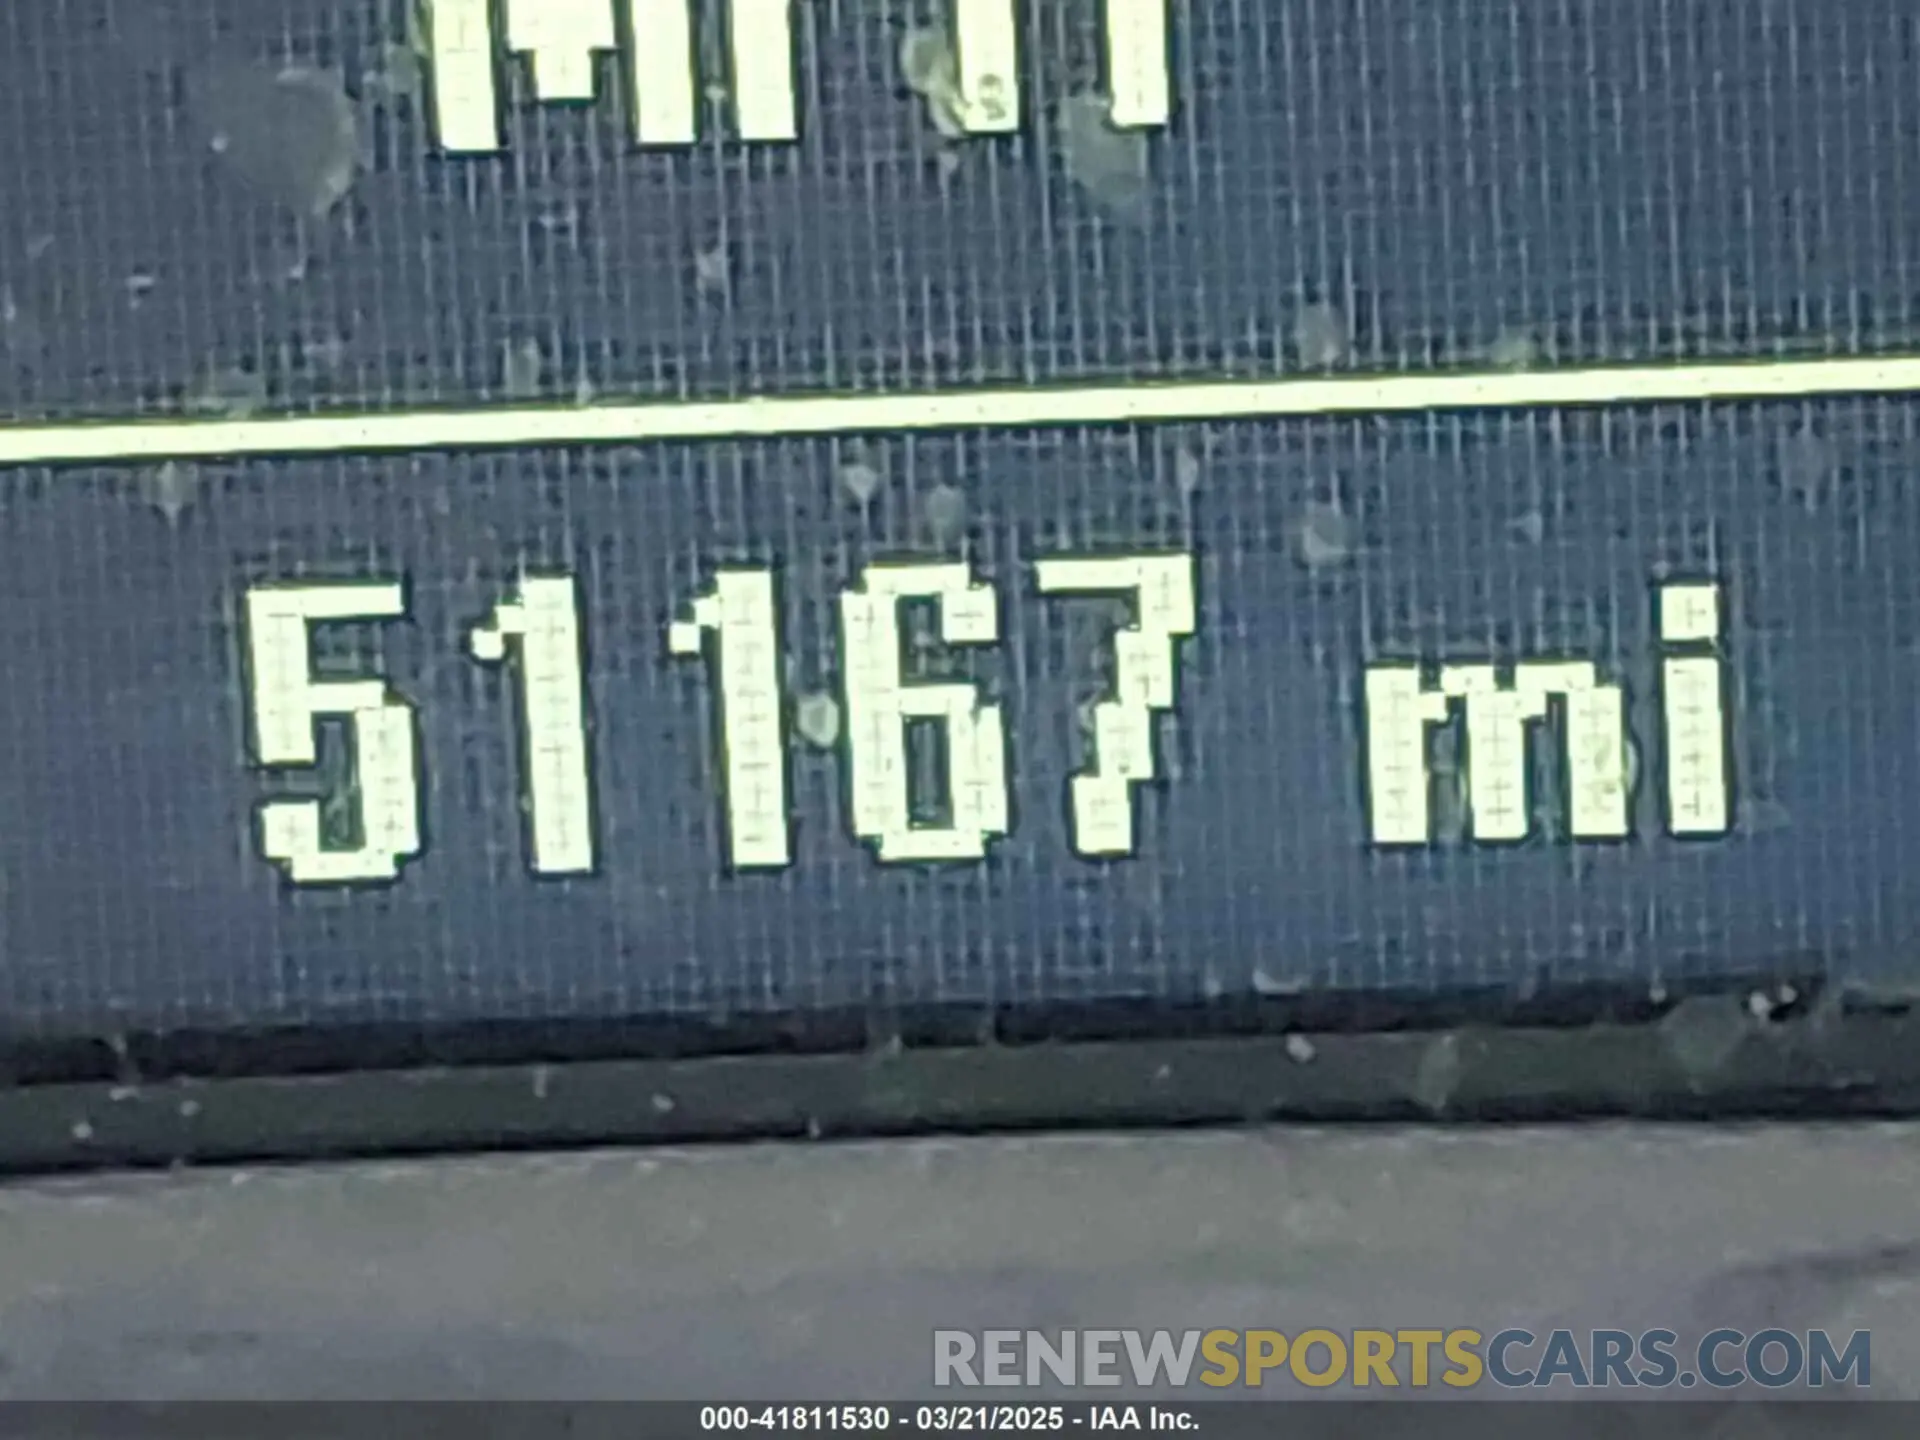 51167 mi
RENEWSPORTSCARS.COM
000-41811530 - 03/21/2025 - IAA Inc.